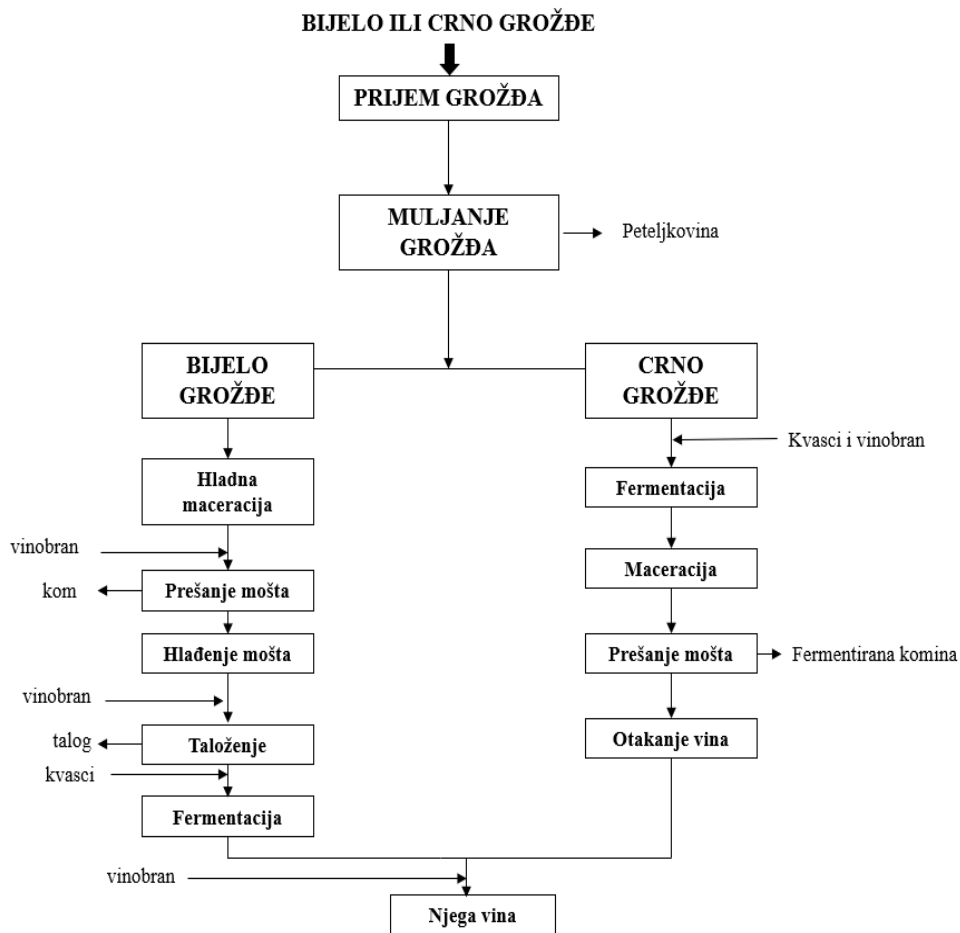 BIJELO ILI CRNO GROŽĐE
PRIJEM GROŽĐA
MULJANJE
GROŽĐA
Peteljkovina
BIJELO
GROŽĐE
Hladna
maceracija
vinobran
kom
Prešanje mošta
Hlađenje mošta
vinobran
talog
Taloženje
kvasci
Fermentacija
CRNO
GROŽĐE
Kvasci i vinobran
Fermentacija
Maceracija
Prešanje mošta
Fermentirana komina
Otakanje vina
vinobran
Njega vina